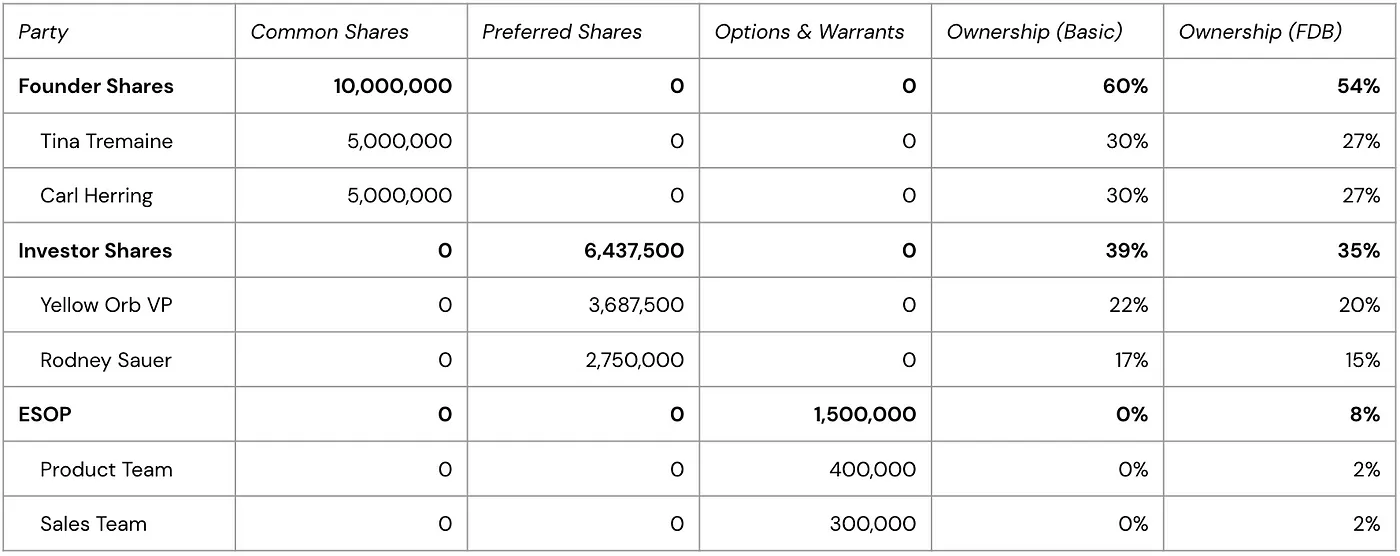 Party Common Shares Preferred Shares Options & Warrants Ownership (Basic) Ownership (FDB)
Founder Shares 10,000,000 0 0 60% 54%
Tina Tremaine 5,000,000 0 0 30% 27%
Carl Herring 5,000,000 0 0 30% 27%
Investor Shares 0 6,437,500 0 39% 35%
Yellow Orb VP 0 3,687,500 0 22% 20%
Rodney Sauer 0 2,750,000 0 17% 15%
ESOP 0 0 1,500,000 0% 8%
Product Team 0 0 400,000 0% 2%
Sales Team 0 0 300,000 0% 2%